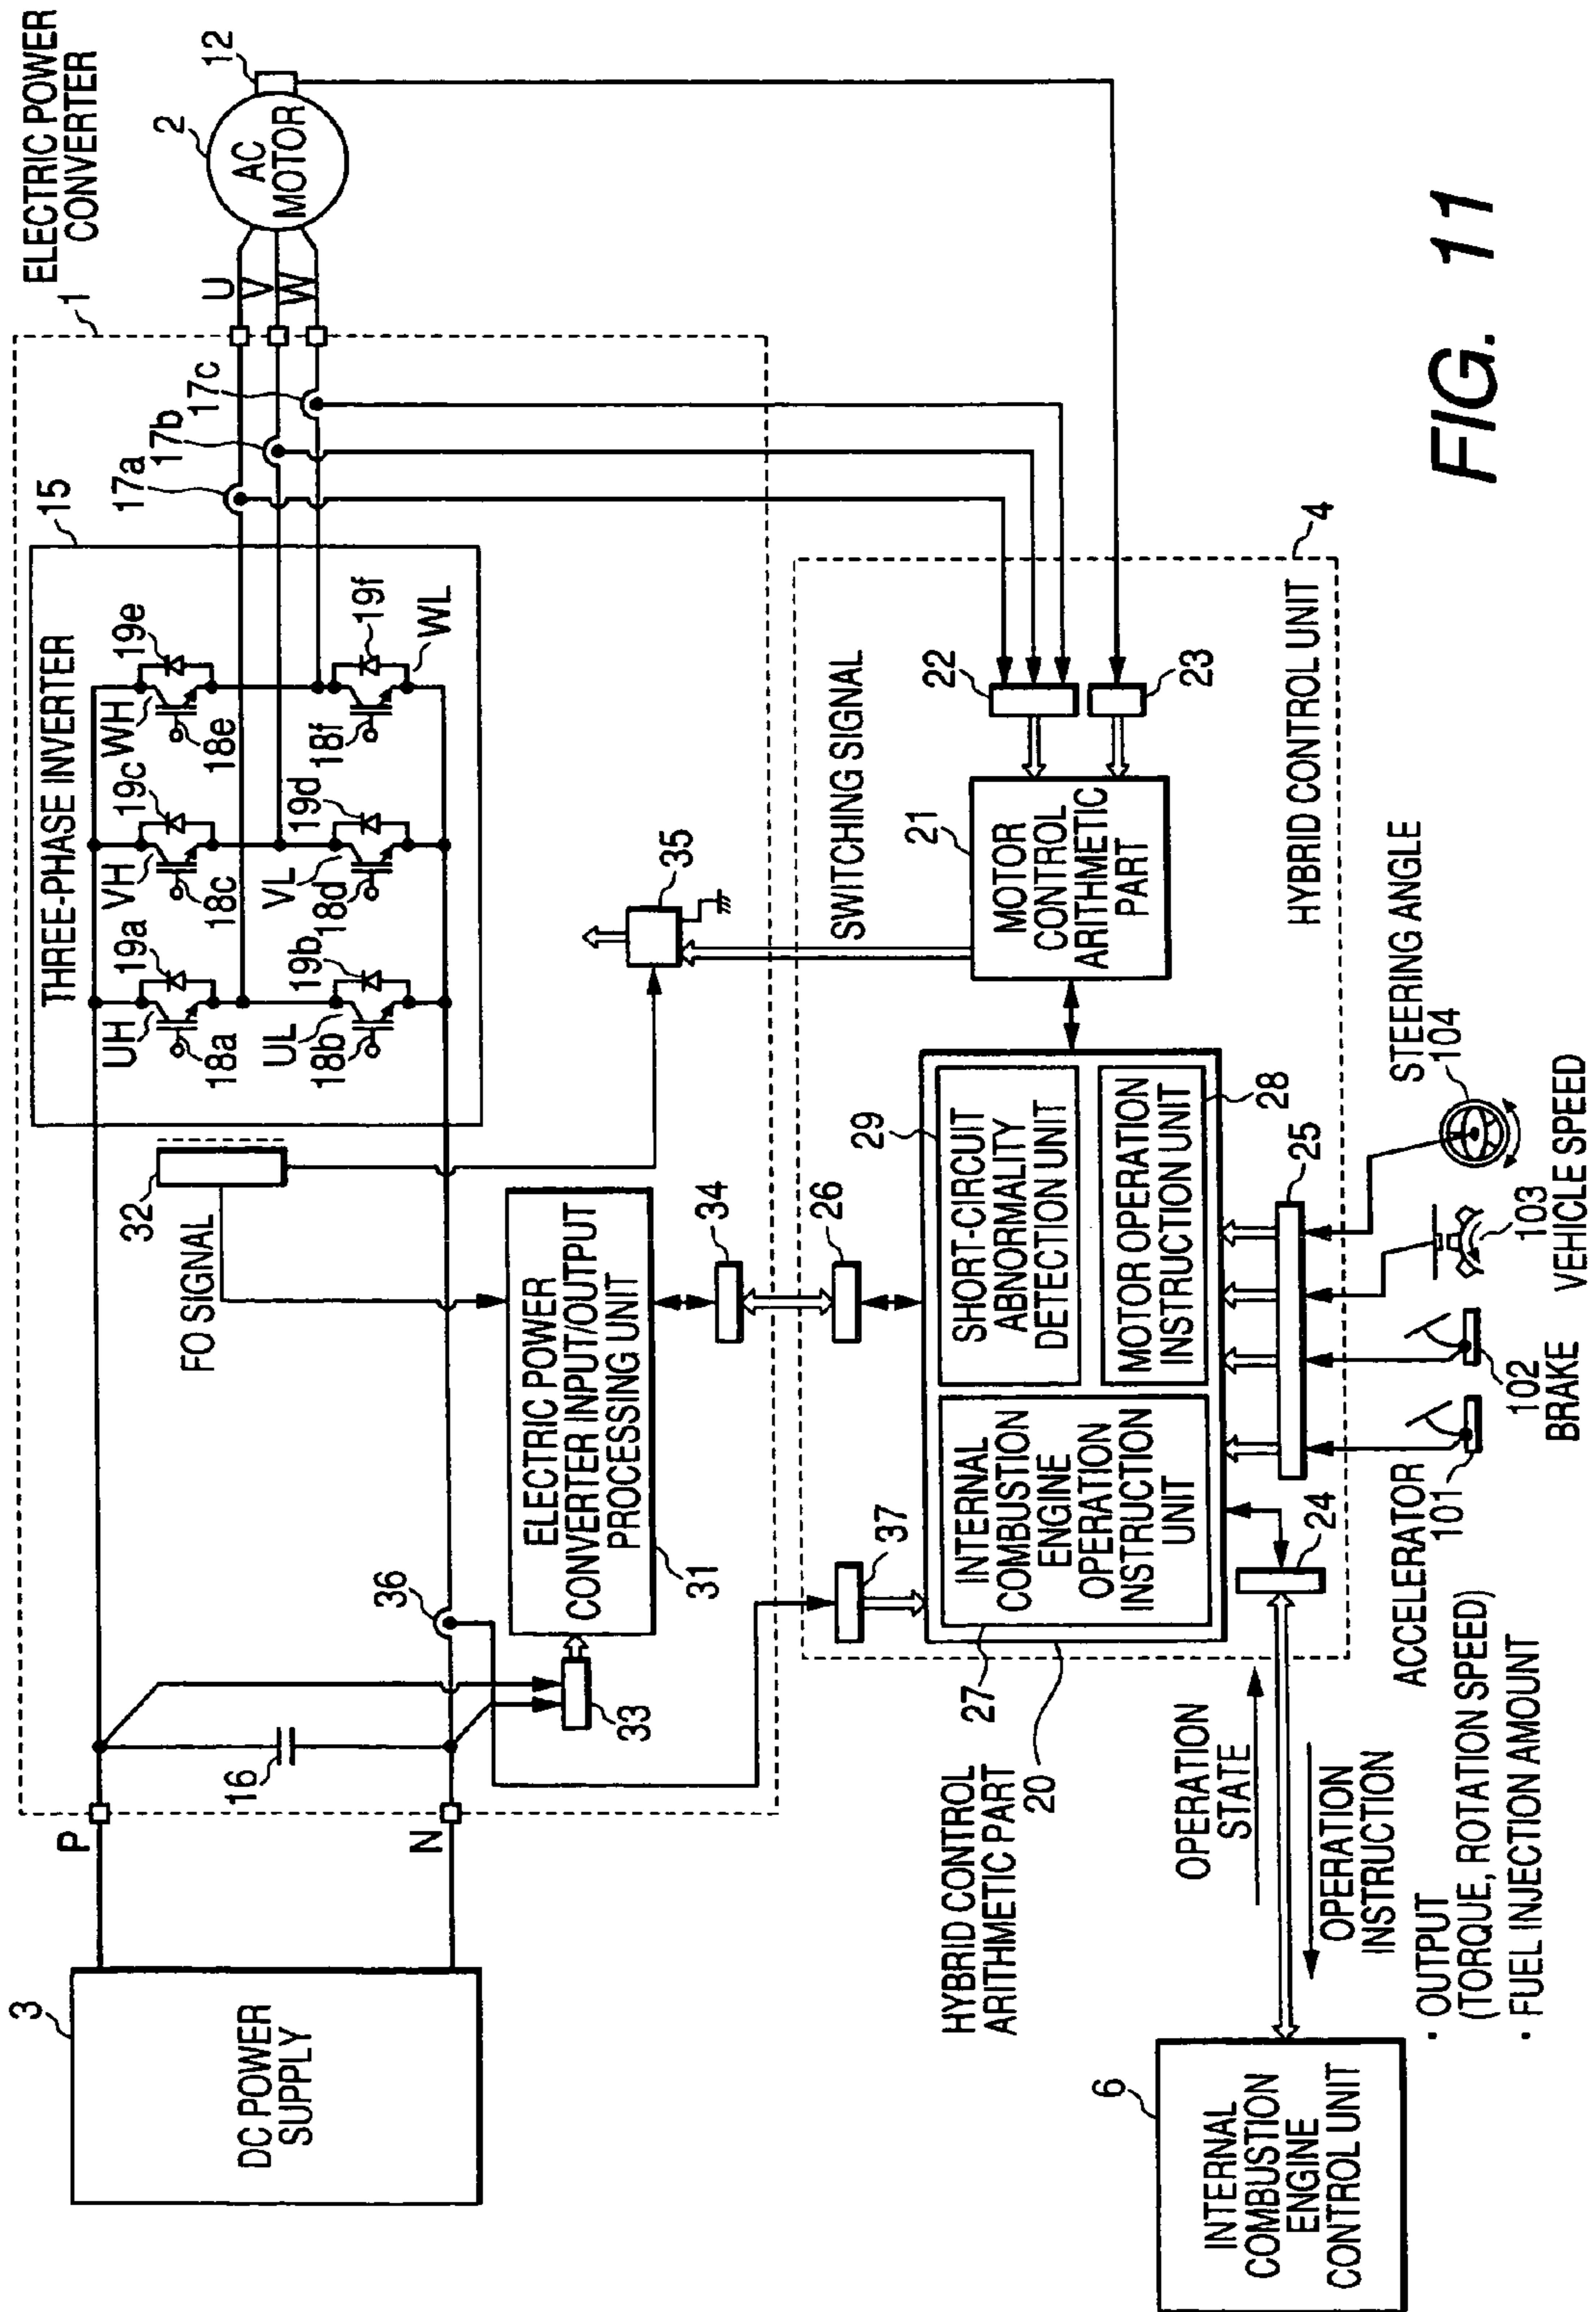 ELECTRIC POWER
CONVERTER
1
2
12
AC
MOTOR
U
V
W
17a
17b
17c
15
THREE-PHASE INVERTER
UH
19a
18a
VH
19c
18c
WH
19e
18e
UL
19b
18b
VL
19d
18d
WL
19f
18f
3
DC POWER
SUPPLY
P
N
16
36
33
32
FO SIGNAL
ELECTRIC POWER
CONVERTER INPUT/OUTPUT
PROCESSING UNIT
31
34
35
SWITCHING SIGNAL
4
HYBRID CONTROL UNIT
22
23
21
MOTOR
CONTROL
ARITHMETIC
PART
26
37
HYBRID CONTROL
ARITHMETIC PART
20
27
INTERNAL
COMBUSTION
ENGINE
OPERATION
INSTRUCTION
UNIT
29
SHORT-CIRCUIT
ABNORMALITY
DETECTION UNIT
MOTOR OPERATION
INSTRUCTION UNIT
28
25
24
OPERATION
STATE
OPERATION
INSTRUCTION
6
INTERNAL
COMBUSTION
ENGINE
CONTROL UNIT
· OUTPUT
(TORQUE, ROTATION SPEED)
· FUEL INJECTION AMOUNT
ACCELERATOR
101
102
BRAKE
103
VEHICLE SPEED
STEERING ANGLE
104
FIG. 11